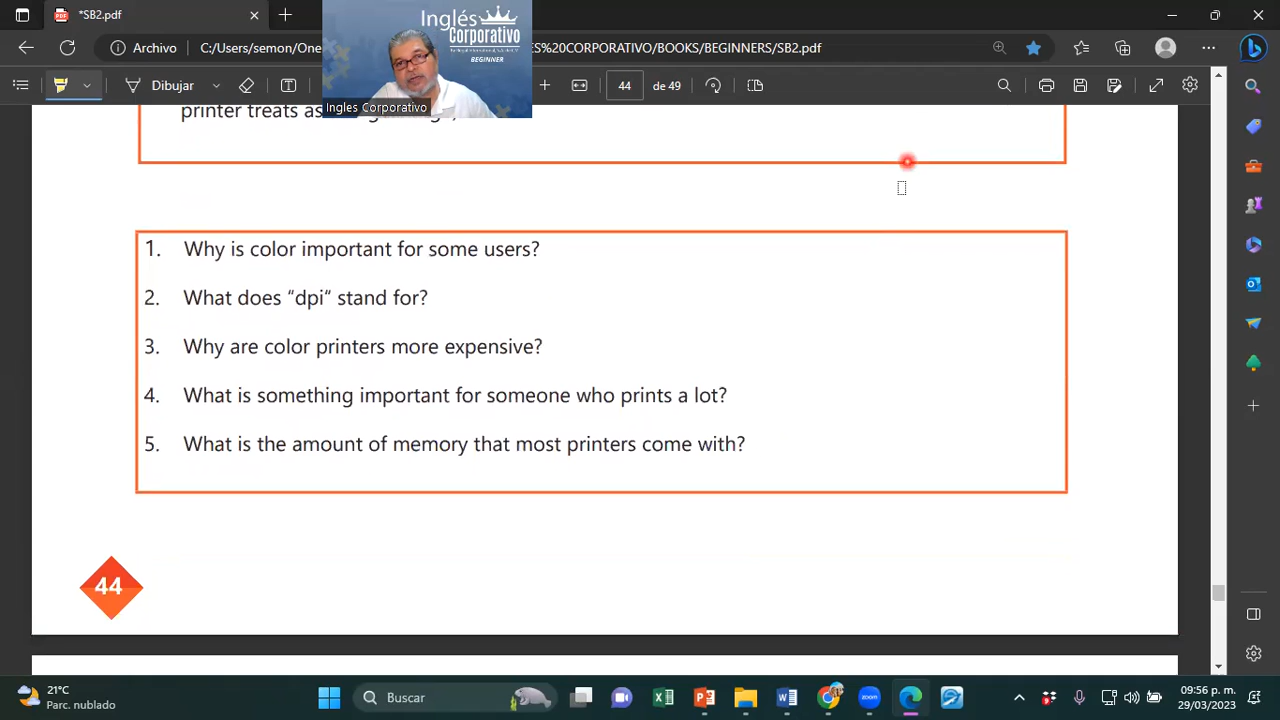 *SB2.pdf
Archivo
C:/Users/semon/One
ES%20CORPORATIVO/BOOKS/BEGINNERS/SB2.pdf
Inglés
Corporativo
BEGINNER
Ingles Corporativo
Dibujar
44
de 49
printer treats as
1. Why is color important for some users?
2. What does “dpi“ stand for?
3. Why are color printers more expensive?
4. What is something important for someone who prints a lot?
5. What is the amount of memory that most printers come with?
44
21°C
Parc. nublado
Buscar
zoom
09:56 p. m.
29/03/2023